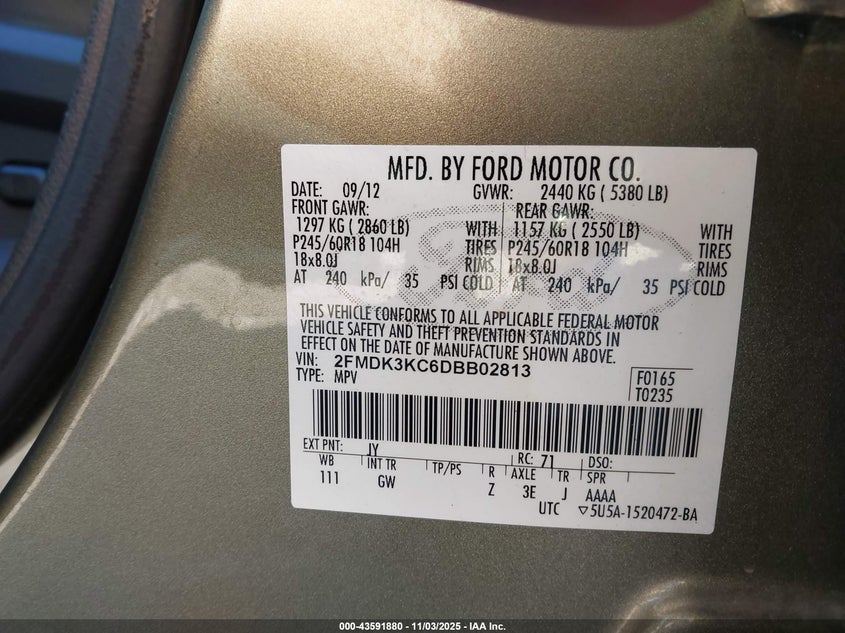 MFD. BY FORD MOTOR CO.
DATE: 09/12 GVWR: 2440 KG ( 5380 LB)
FRONT GAWR: REAR GAWR:
1297 KG ( 2860 LB) WITH 1157 KG ( 2550 LB) WITH
P245/60R18 104H TIRES P245/60R18 104H TIRES
18x8.0J RIMS 18x8.0J RIMS
AT 240 kPa/ 35 PSI COLD AT 240 kPa/ 35 PSI COLD
THIS VEHICLE CONFORMS TO ALL APPLICABLE FEDERAL MOTOR
VEHICLE SAFETY AND THEFT PREVENTION STANDARDS IN
EFFECT ON THE DATE OF MANUFACTURE SHOWN ABOVE.
VIN: 2FMDK3KC6DBB02813
TYPE: MPV
F0165
T0235
EXT PNT: JY RC: 71 DSO:
WB INT TR TP/PS R AXLE TR SPR
111 GW Z 3E J AAAA
UTC ▽5U5A-1520472-BA
000-43591880 - 11/03/2025 - IAA Inc.